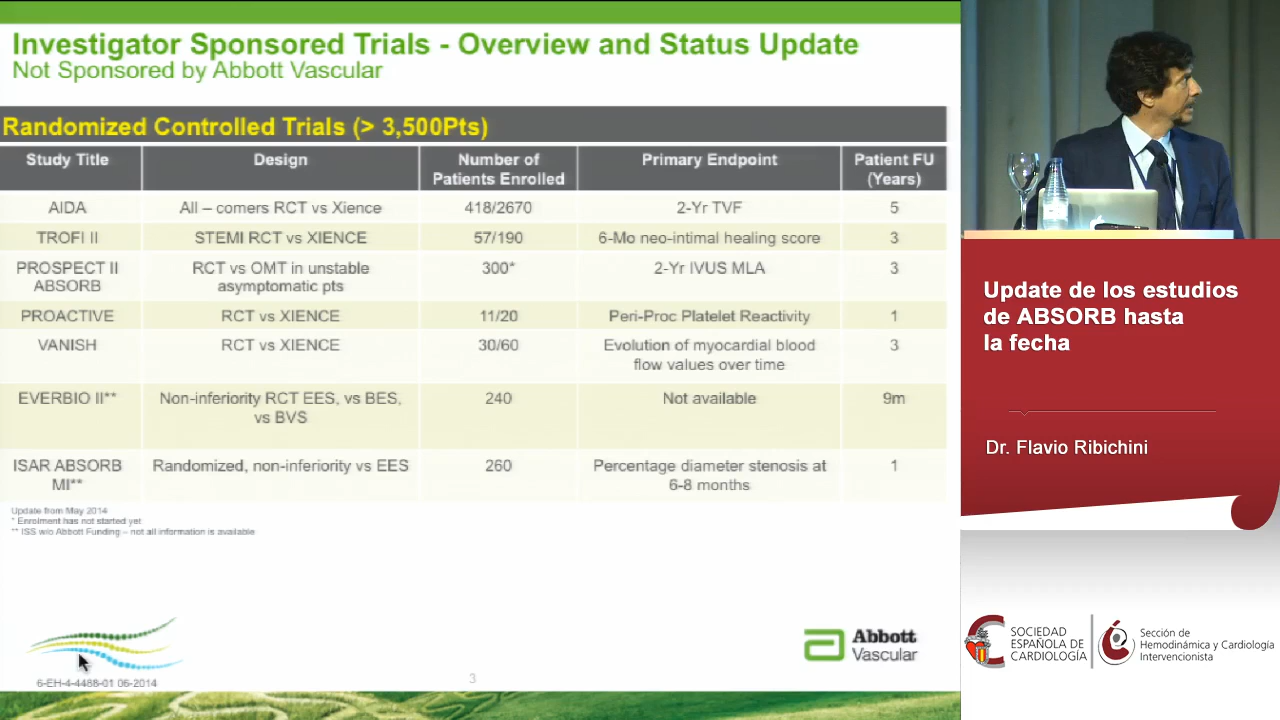 Investigator Sponsored Trials - Overview and Status Update
Not Sponsored by Abbott Vascular
Randomized Controlled Trials (> 3,500Pts)
Study Title
Design
Number of
Patients Enrolled
Primary Endpoint
Patient FU
(Years)
AIDA
All – comers RCT vs Xience
418/2670
2-Yr TVF
5
TROFI II
STEMI RCT vs XIENCE
57/190
6-Mo neo-intimal healing score
3
PROSPECT II
ABSORB
RCT vs OMT in unstable
asymptomatic pts
300*
2-Yr IVUS MLA
3
PROACTIVE
RCT vs XIENCE
11/20
Peri-Proc Platelet Reactivity
1
VANISH
RCT vs XIENCE
30/60
Evolution of myocardial blood
flow values over time
3
EVERBIO II**
Non-inferiority RCT EES, vs BES,
vs BVS
240
Not available
9m
ISAR ABSORB
MI**
Randomized, non-inferiority vs EES
260
Percentage diameter stenosis at
6-8 months
1
Update from May 2014
* Enrolment has not started yet
** ISS w/o Abbott Funding – not all information is available
6-EH-4-4488-01 06-2014
3
Abbott
Vascular
Update de los estudios
de ABSORB hasta
la fecha
Dr. Flavio Ribichini
SOCIEDAD
ESPAÑOLA DE
CARDIOLOGÍA
Sección de
Hemodinámica y Cardiología
Intervencionista